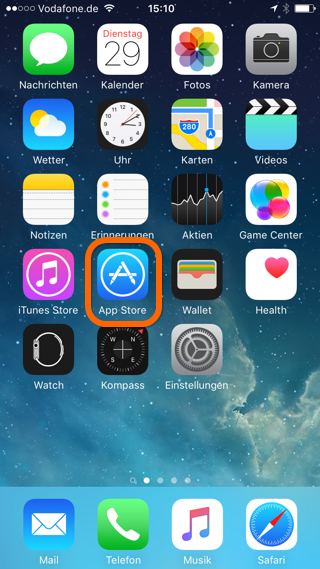 Vodafone.de 15:10
Dienstag
29
Nachrichten Kalender Fotos Kamera
280
Wetter Uhr Karten Videos
Notizen Erinnerungen Aktien Game Center
iTunes Store App Store Wallet Health
N
W E
S
Watch Kompass Einstellungen
Mail Telefon Musik Safari